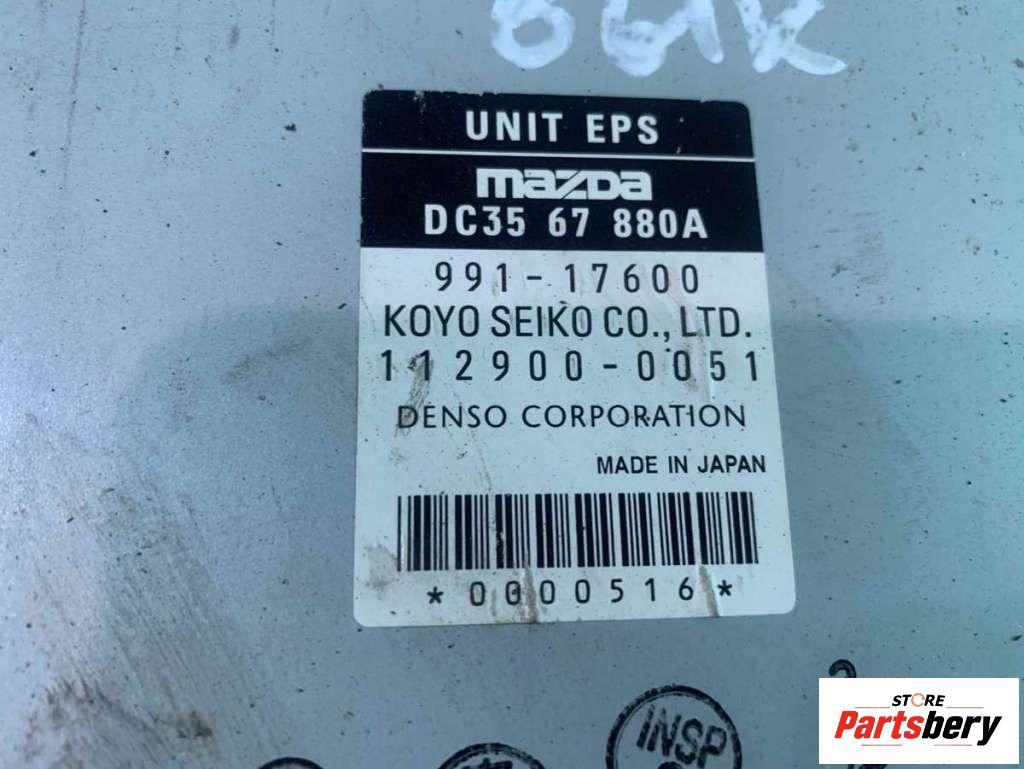 UNIT EPS
mazda
DC35 67 880A
991-17600
KOYO SEIKO CO., LTD.
112900-0051
DENSO CORPORATION
MADE IN JAPAN
*0000516*
INSP
STORE
Partsbery